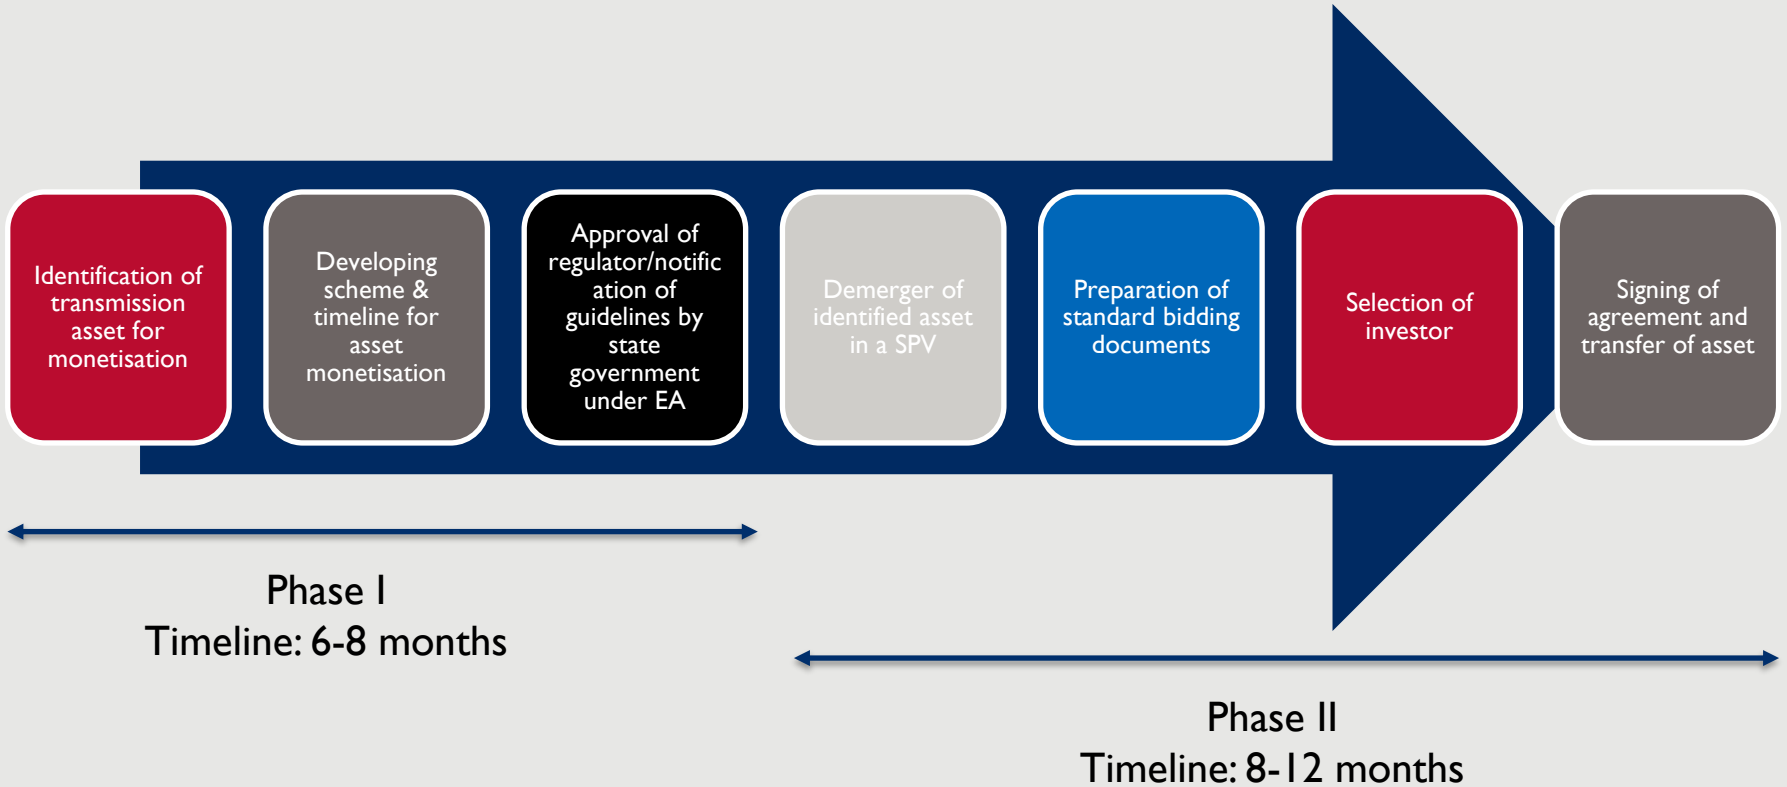 Identification of
transmission
asset for
monetisation
Developing
scheme &
timeline for
asset
monetisation
Approval of
regulator/notific
ation of
guidelines by
state
government
under EA
Demerger of
identified asset
in a SPV
Preparation of
standard bidding
documents
Selection of
investor
Signing of
agreement and
transfer of asset
Phase I
Timeline: 6-8 months
Phase II
Timeline: 8-12 months